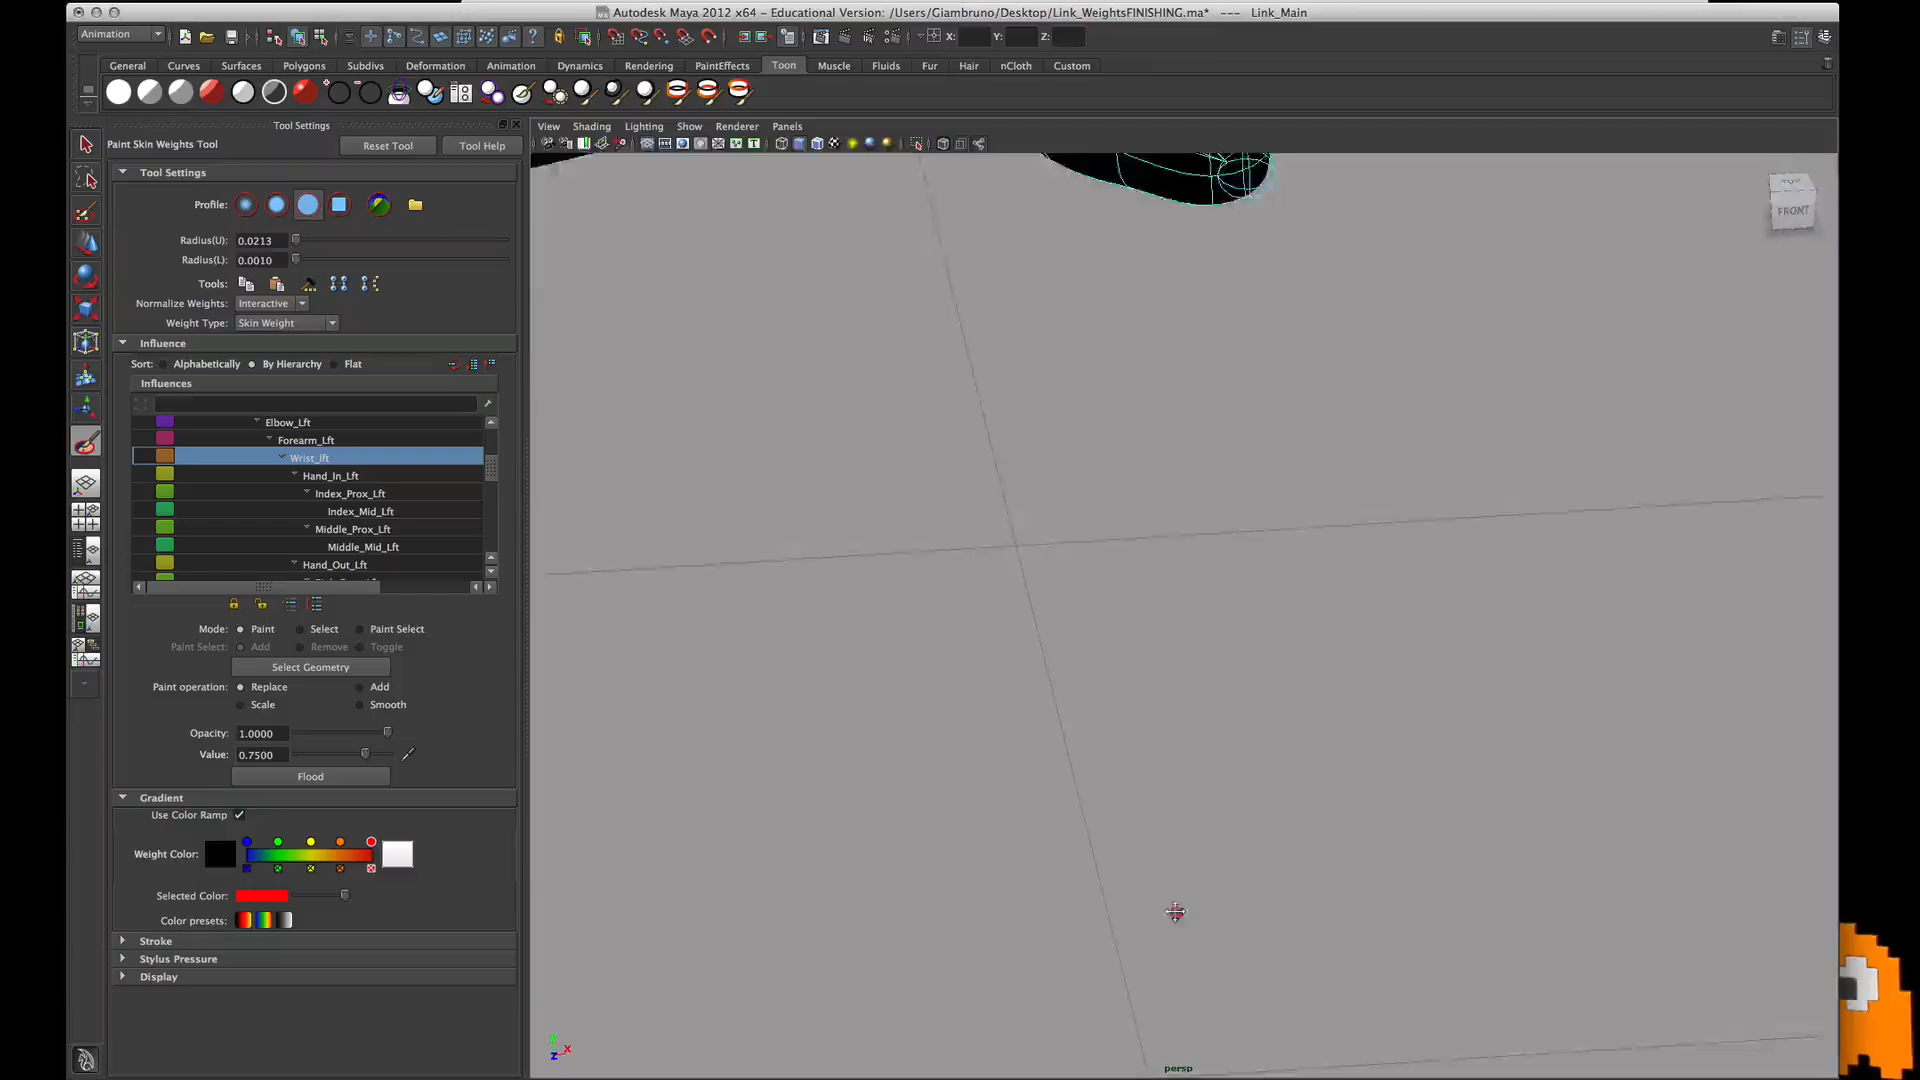 Autodesk Maya 2012 x64 – Educational Version: /Users/Giambruno/Desktop/Link_WeightsFINISHING.ma* --- Link_Main
Animation
X: Y: Z:
General Curves Surfaces Polygons Subdivs Deformation Animation Dynamics Rendering PaintEffects Toon Muscle Fluids Fur Hair nCloth Custom
Tool Settings
View Shading Lighting Show Renderer Panels
Paint Skin Weights Tool Reset Tool Tool Help
Tool Settings
Profile:
TOP
FRONT
Radius(U): 0.0213
Radius(L): 0.0010
Tools:
Normalize Weights: Interactive
Weight Type: Skin Weight
Influence
Sort: Alphabetically By Hierarchy Flat
Influences
Elbow_Lft
Forearm_Lft
Wrist_lft
Hand_In_Lft
Index_Prox_Lft
Index_Mid_Lft
Middle_Prox_Lft
Middle_Mid_Lft
Hand_Out_Lft
Mode: Paint Select Paint Select
Paint Select: Add Remove Toggle
Select Geometry
Paint operation: Replace Add
Scale Smooth
Opacity: 1.0000
Value: 0.7500
Flood
Gradient
Use Color Ramp
Weight Color:
Selected Color:
Color presets:
Stroke
Stylus Pressure
Display
x
z
persp